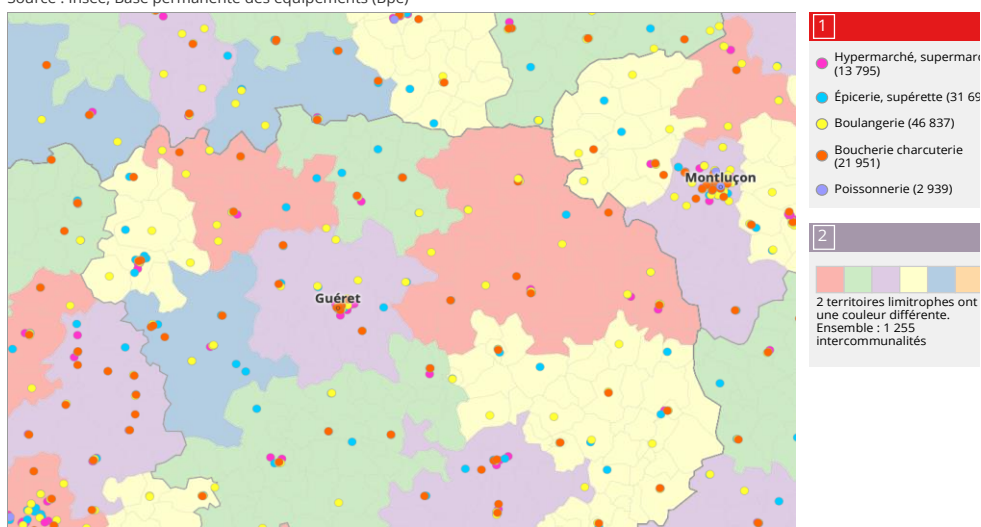 Source : Insee, Base permanente des équipements (Bpe)
1
Hypermarché, supermarc
(13 795)
Épicerie, supérette (31 69
Boulangerie (46 837)
Boucherie charcuterie
(21 951)
Poissonnerie (2 939)
Montluçon
Guéret
2
2 territoires limitrophes ont
une couleur différente.
Ensemble : 1 255
intercommunalités